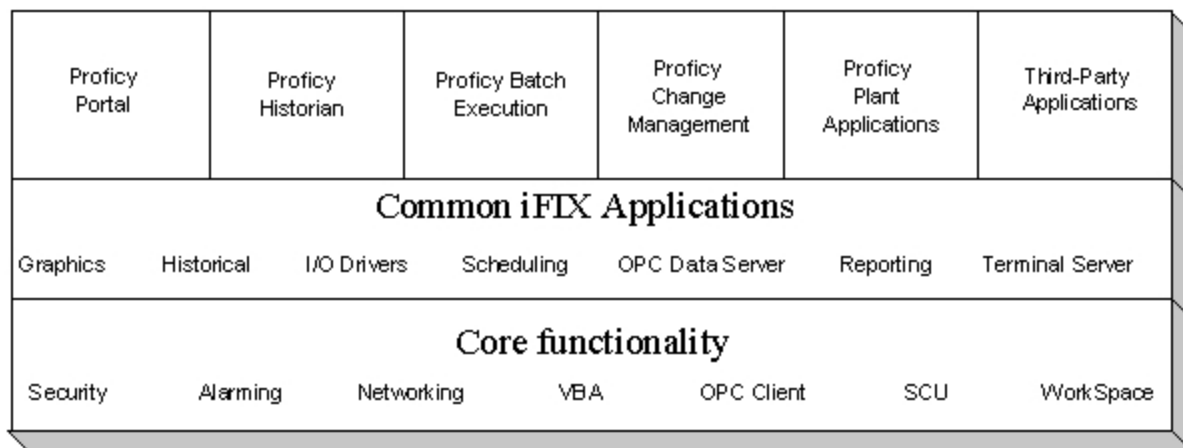 Proficy
Portal
Proficy
Historian
Proficy Batch
Execution
Proficy
Change
Management
Proficy
Plant
Applications
Third-Party
Applications
Common iFIX Applications
Graphics Historical I/O Drivers Scheduling OPC Data Server Reporting Terminal Server
Core functionality
Security Alarming Networking VBA OPC Client SCU WorkSpace